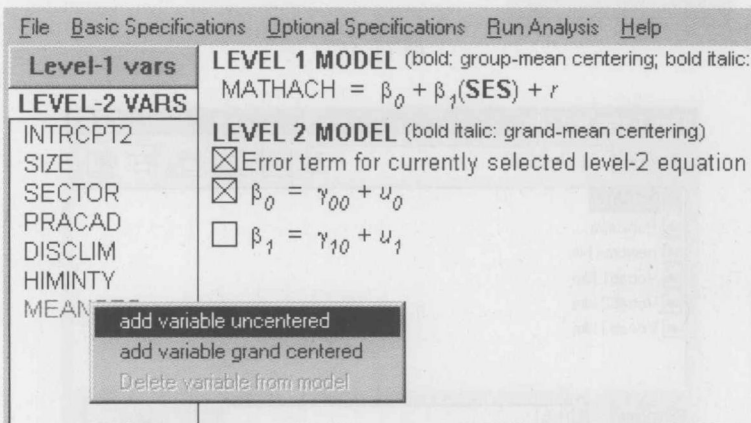 File Basic Specifications Optional Specifications Run Analysis Help
Level-1 vars
LEVEL-2 VARS
INTRCPT2
SIZE
SECTOR
PRACAD
DISCLIM
HIMINTY
LEVEL 1 MODEL (bold: group-mean centering; bold italic:
MATHACH = β0 + β1(SES) + r
LEVEL 2 MODEL (bold italic: grand-mean centering)
Error term for currently selected level-2 equation
β0 = γ00 + u0
β1 = γ10 + u1
add variable uncentered
add variable grand centered
Delete variable from model